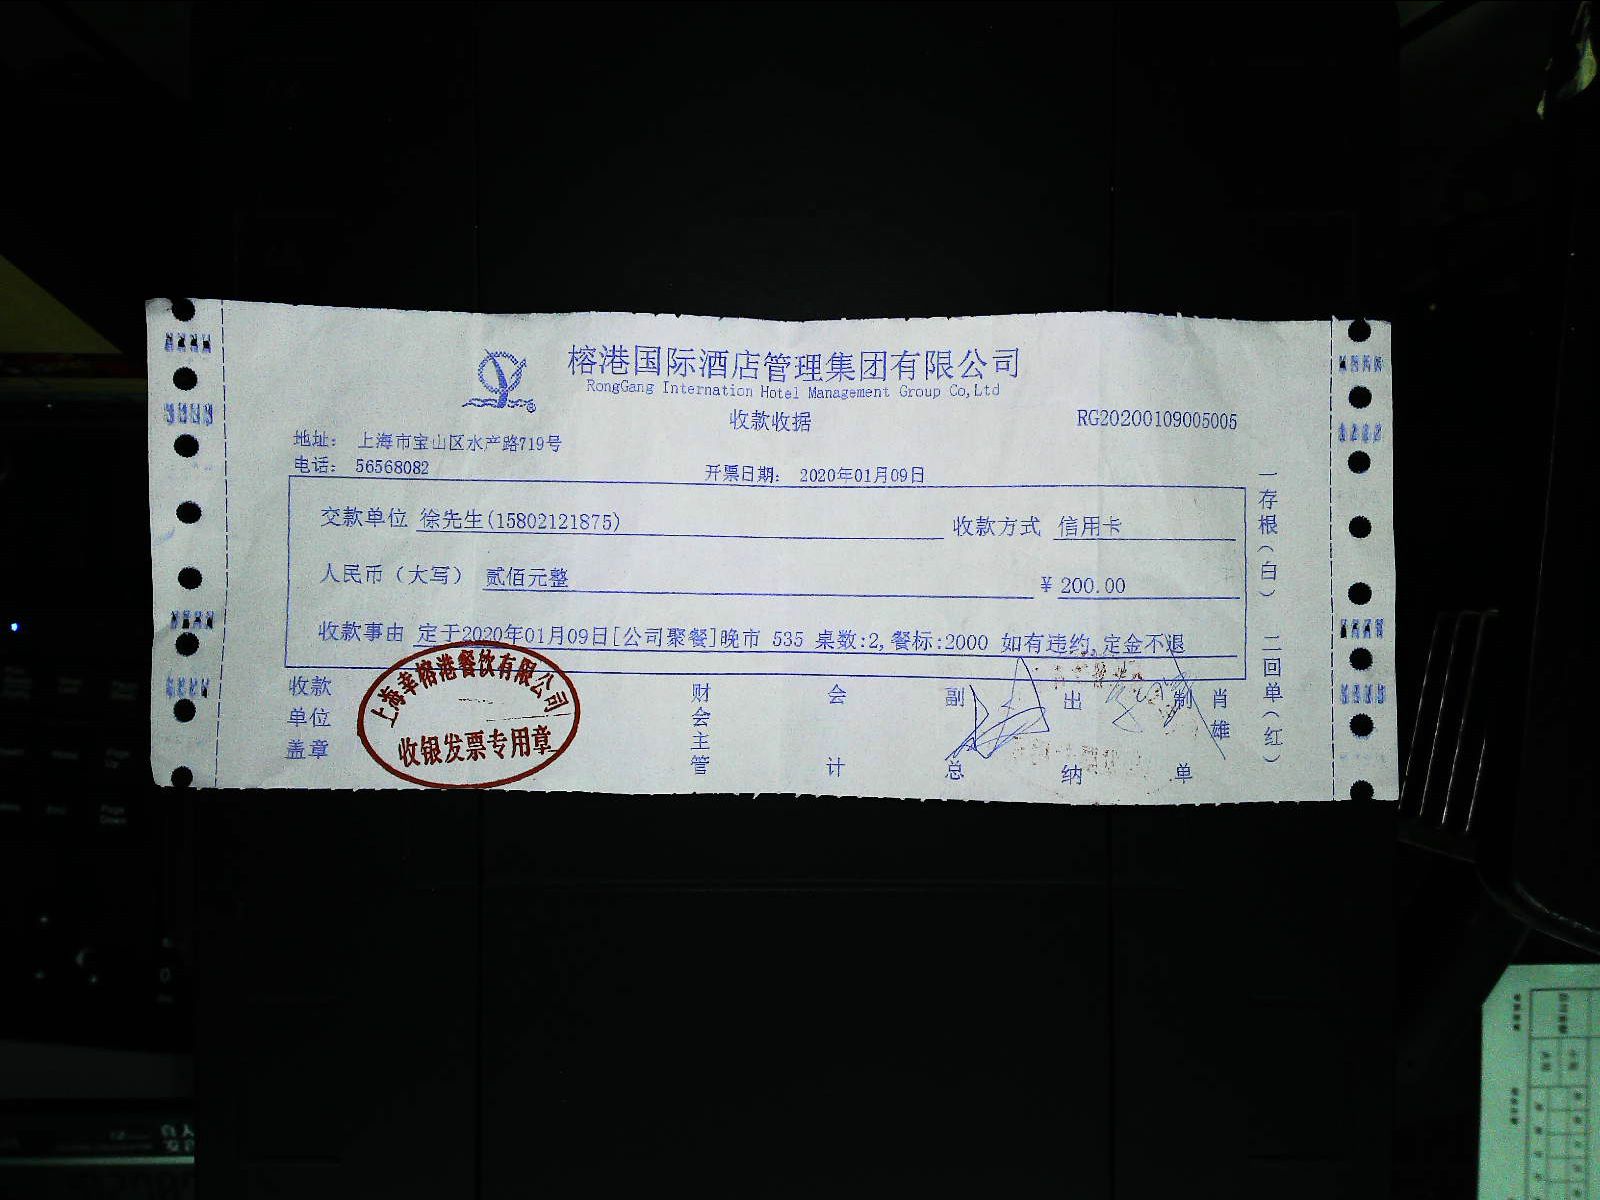 榕港国际酒店管理集团有限公司
RongGang Internation Hotel Management Group Co,Ltd
收款收据
RG20200109005005
地址： 上海市宝山区水产路719号
电话： 56568082
开票日期： 2020年01月09日
交款单位 徐先生(15802121875)
收款方式 信用卡
人民币（大写） 贰佰元整
¥ 200.00
收款事由 定于2020年01月09日[公司聚餐]晚市 535 桌数:2,餐标:2000 如有违约,定金不退
收款单位盖章
财会主管
会计
副总
出纳
制单
肖雄
一存根（白） 二回单（红）
上海幸榕港餐饮有限公司
收银发票专用章